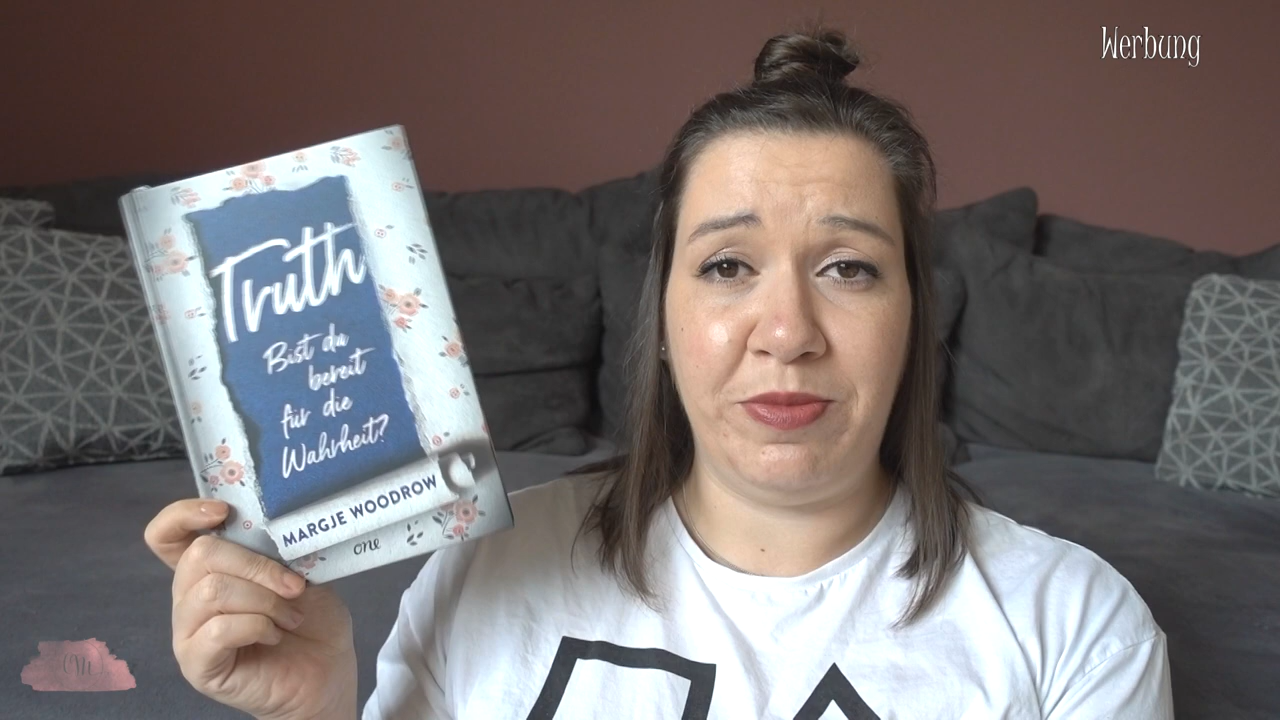 Werbung
Truth
Bist du
bereit
für die
Wahrheit?
MARGJE WOODROW
one